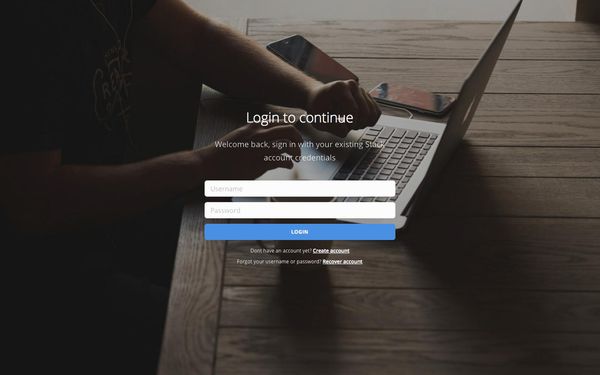 Login to continue
Welcome back, sign in with your existing Stack
account credentials
Username
Password
LOGIN
Dont have an account yet? Create account
Forgot your username or password? Recover account